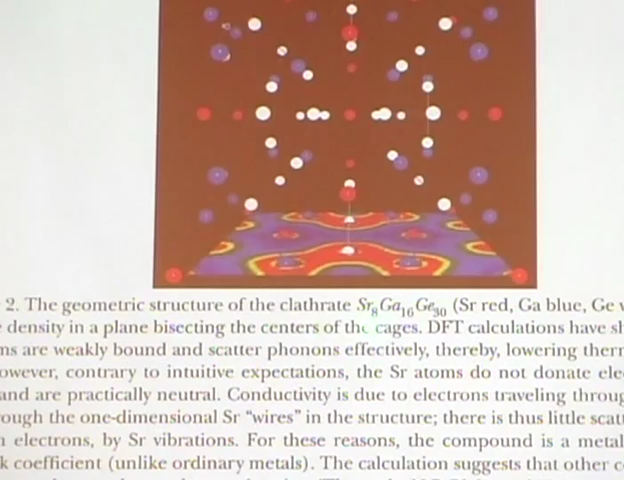 2. The geometric structure of the clathrate Sr8Ga16Ge30 (Sr red, Ga blue, Ge
density in a plane bisecting the centers of the cages. DFT calculations have
are weakly bound and scatter phonons effectively, thereby, lowering
contrary to intuitive expectations, the Sr atoms do not donate
and are practically neutral. Conductivity is due to electrons traveling
the one-dimensional Sr “wires” in the structure; there is thus little
electrons, by Sr vibrations. For these reasons, the compound is a
coefficient (unlike ordinary metals). The calculation suggests that other